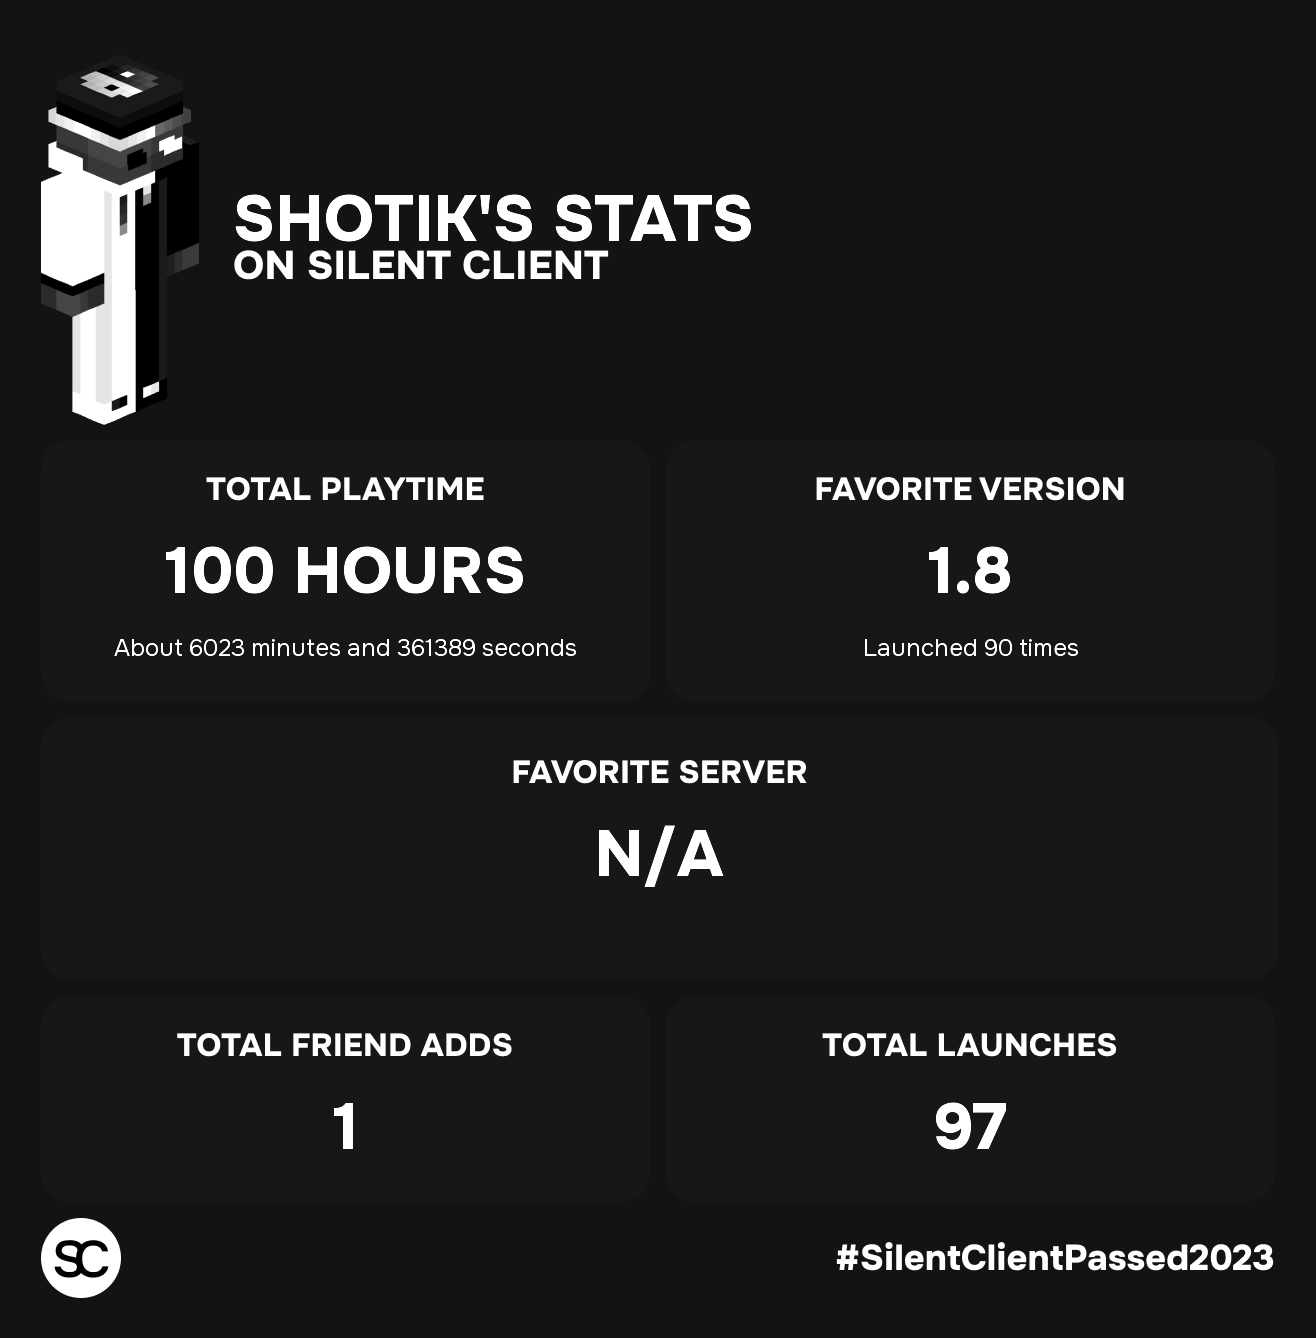 SHOTIK'S STATS
ON SILENT CLIENT
TOTAL PLAYTIME
100 HOURS
About 6023 minutes and 361389 seconds
FAVORITE VERSION
1.8
Launched 90 times
FAVORITE SERVER
N/A
TOTAL FRIEND ADDS
1
TOTAL LAUNCHES
97
SC
#SilentClientPassed2023